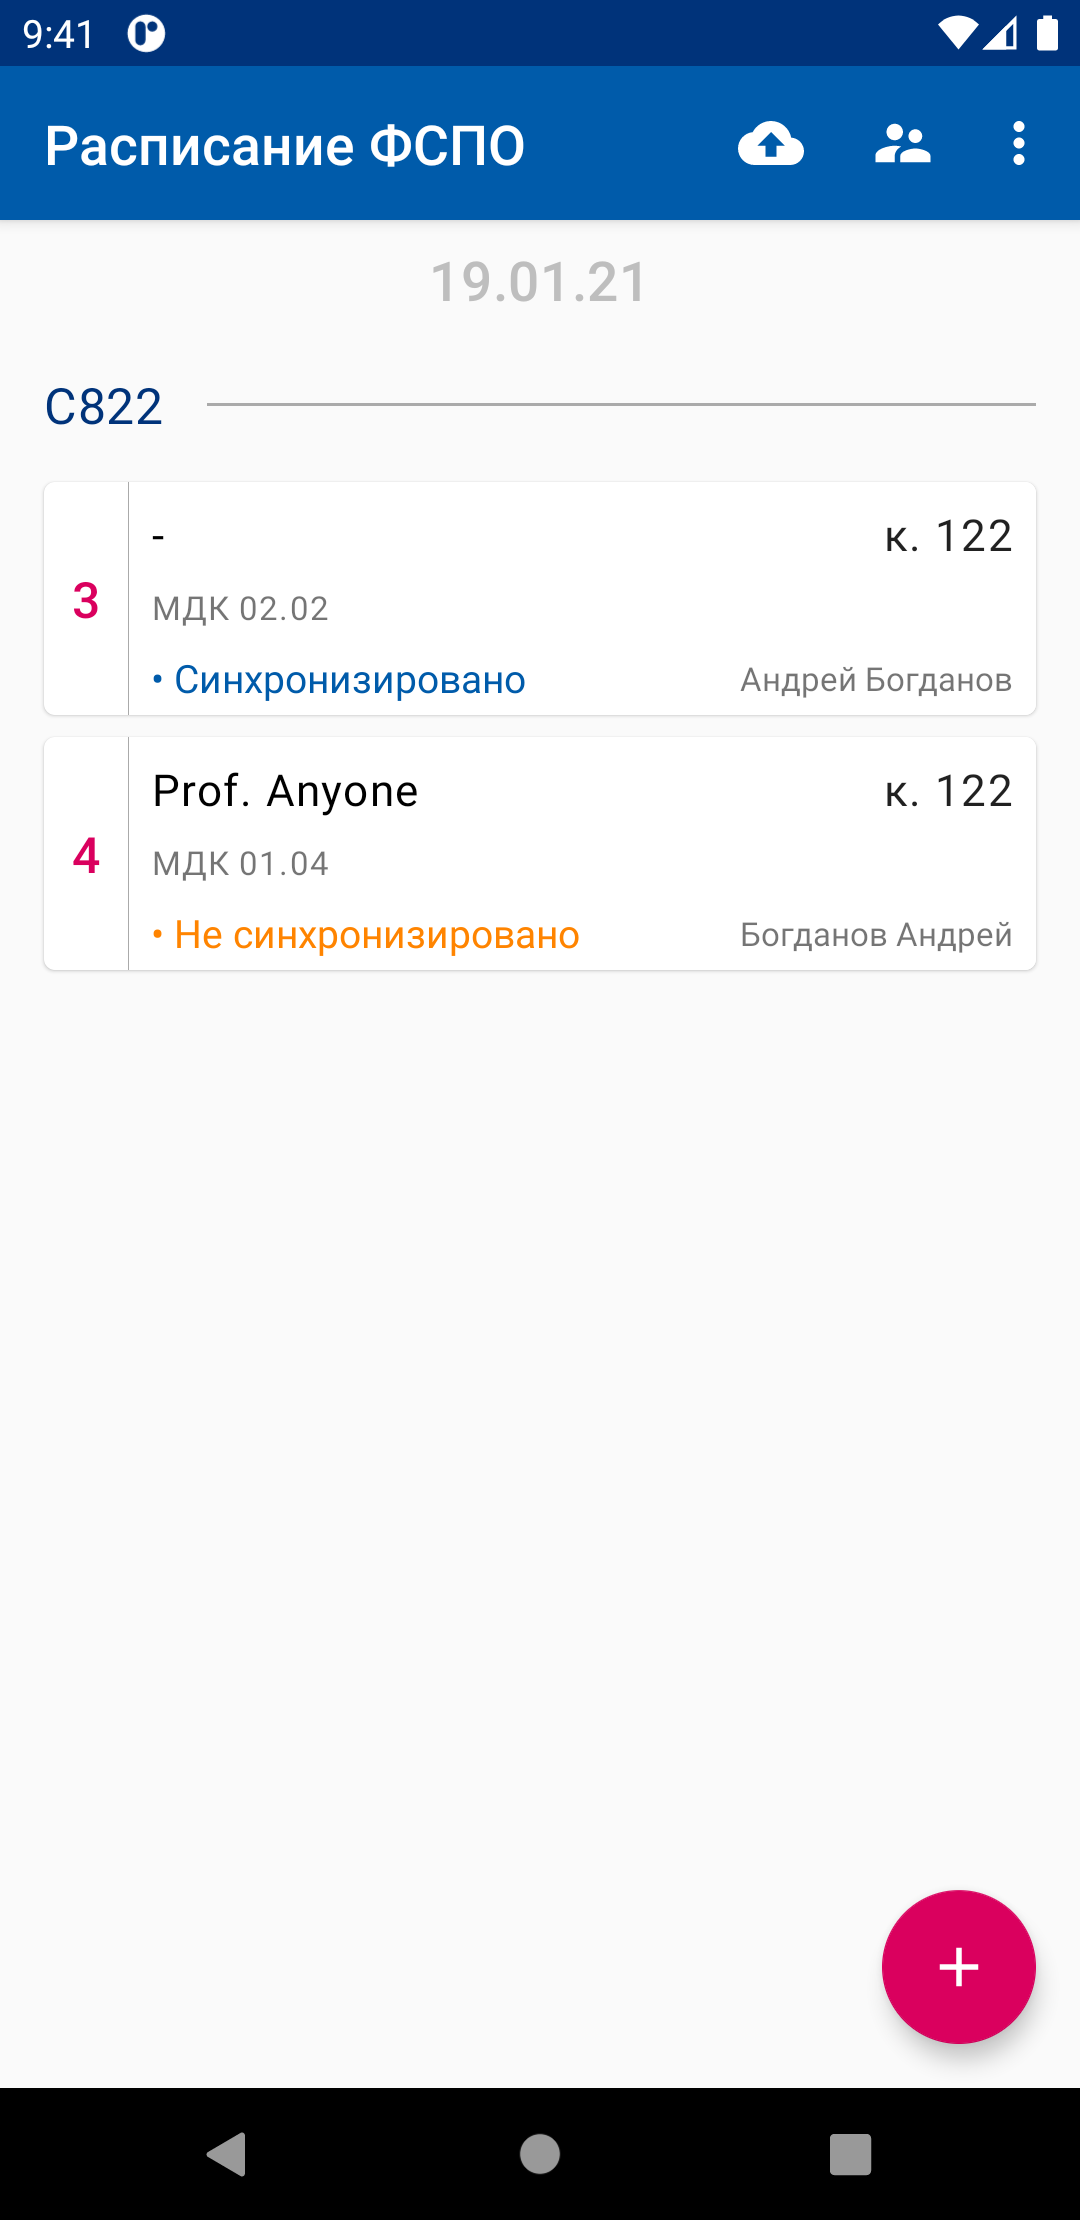 9:41
Расписание ФСПО
19.01.21
С822
3
-
к. 122
МДК 02.02
• Синхронизировано
Андрей Богданов
4
Prof. Anyone
к. 122
МДК 01.04
• Не синхронизировано
Богданов Андрей